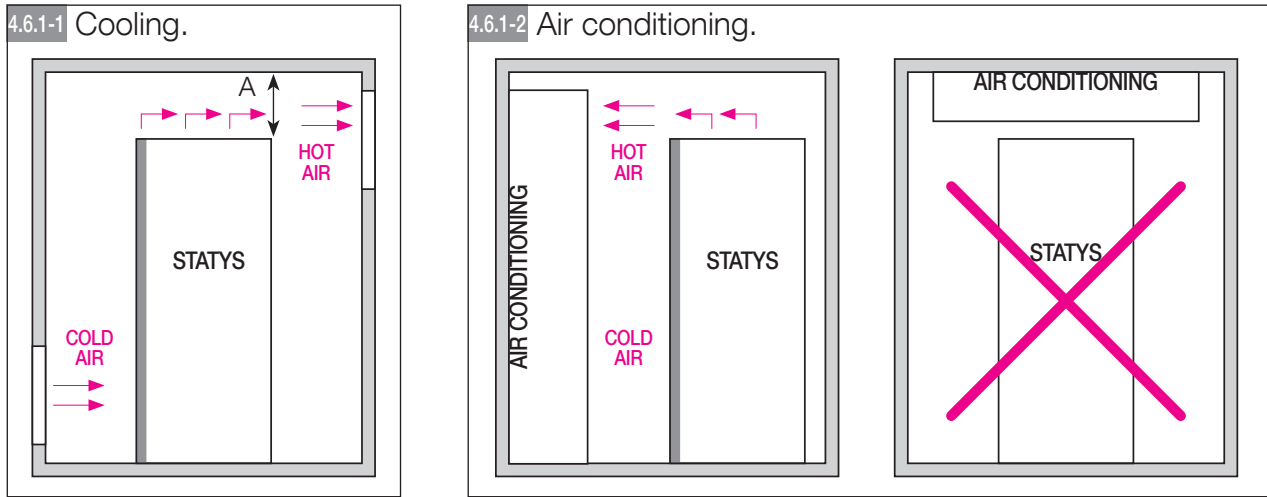 4.6.1-1 Cooling.
A
HOT
AIR
STATYS
COLD
AIR
4.6.1-2 Air conditioning.
AIR CONDITIONING
HOT
AIR
STATYS
COLD
AIR
AIR CONDITIONING
STATYS